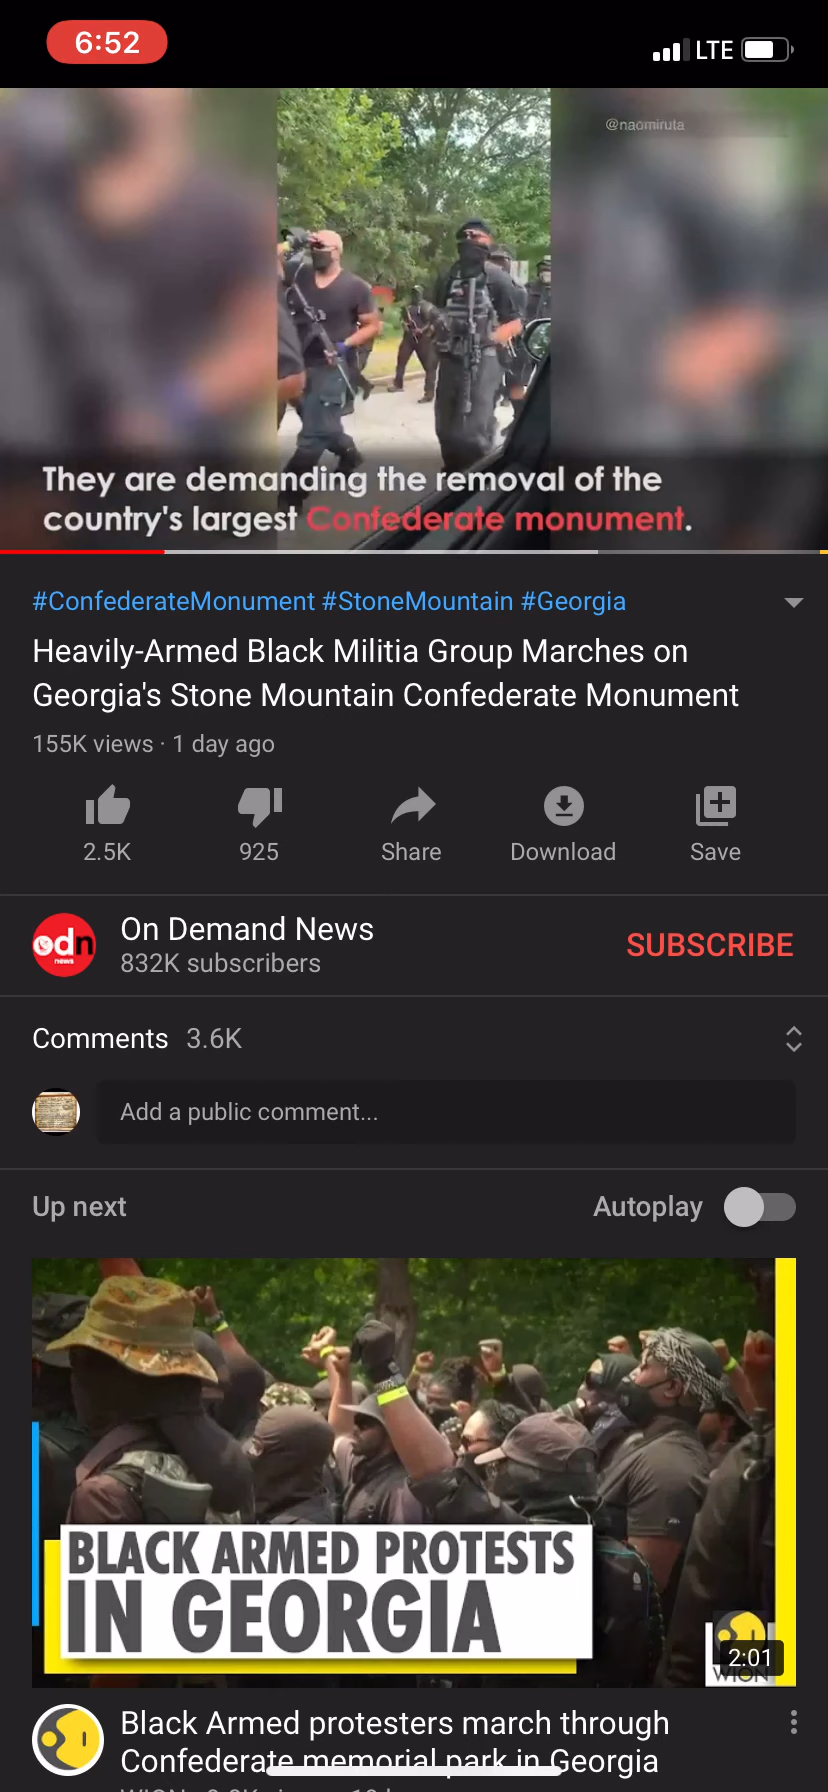 6:52
LTE
@naomiruta
They are demanding the removal of the
country's largest Confederate monument.
#ConfederateMonument #StoneMountain #Georgia
Heavily-Armed Black Militia Group Marches on
Georgia's Stone Mountain Confederate Monument
155K views · 1 day ago
2.5K
925
Share
Download
Save
odn
news
On Demand News
832K subscribers
SUBSCRIBE
Comments 3.6K
Add a public comment...
Up next
Autoplay
BLACK ARMED PROTESTS
IN GEORGIA
2:01
WION
Black Armed protesters march through
Confederate memorial park in Georgia